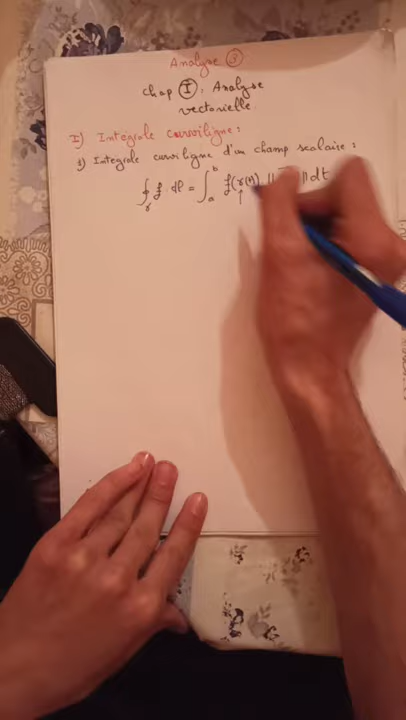 Analyse ③
Chap Ⅰ, Analyse
vectorielle.
I) Integrale curviligne :
1) Integrale curviligne d'un champ scalaire :
∮γ f dl = ∫ₐᵇ f(γ(t)) || || dt